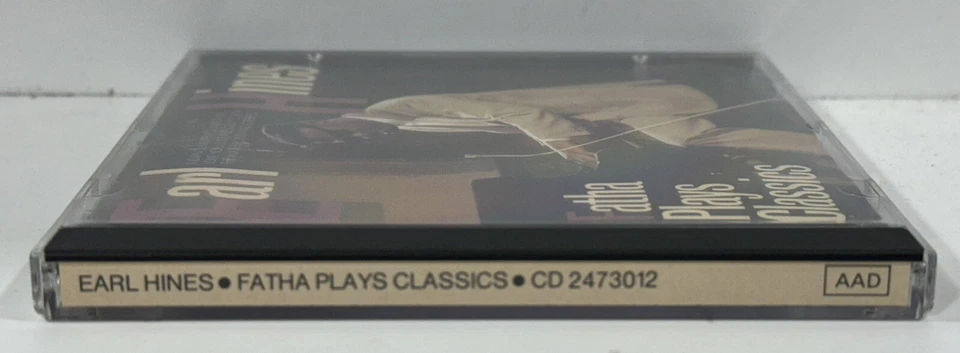 Earl
Hines
Fatha
Plays
Classics
EARL HINES ● FATHA PLAYS CLASSICS ● CD 2473012
AAD